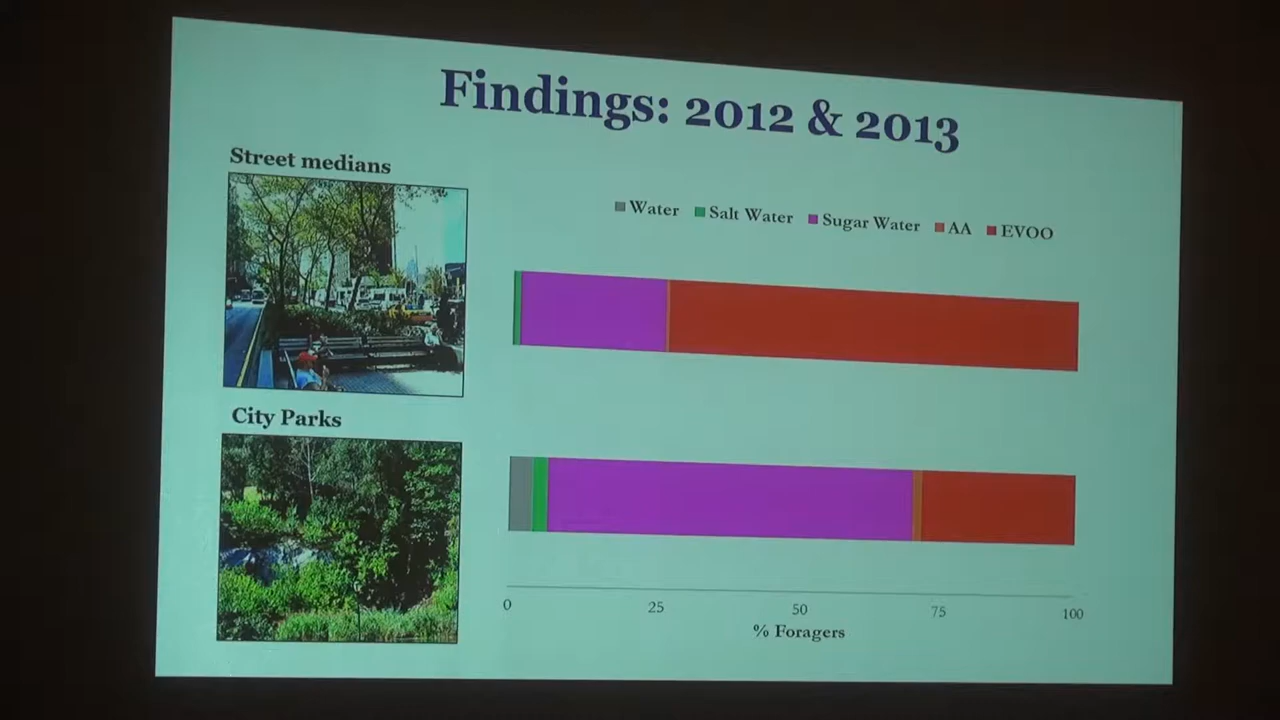 Findings: 2012 & 2013
Street medians
Water Salt Water Sugar Water AA EVOO
City Parks
0 25 50 75 100
% Foragers